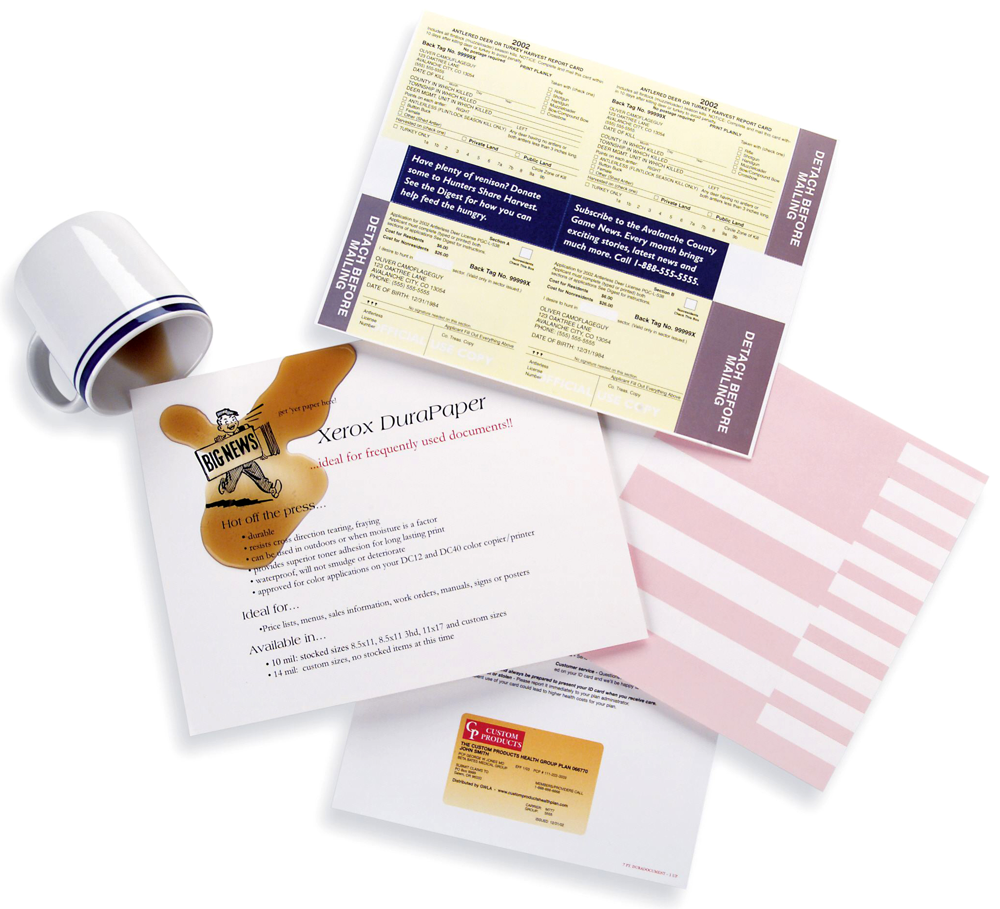 2002
ANTLERED DEER OR TURKEY HARVEST REPORT CARD
Includes all flintlock (muzzleloader) season kills. NOTICE: Complete and mail this card within
10 days after killing deer or turkey to avoid penalty.
No postage required
Back Tag No. 99999X
PRINT PLAINLY
OLIVER CAMOUFLAGEGUY
123 OAKTREE LANE
AVALANCHE CITY, CO 13054
(555) 555-5555
DATE OF KILL
Month Day Year
COUNTY IN WHICH KILLED
TOWNSHIP IN WHICH KILLED
DEER MGMT. UNIT IN WHICH KILLED
Points on each antler: RIGHT LEFT
ANTLERLESS (FLINTLOCK SEASON KILL ONLY) Any deer having no antlers or
both antlers less than 3 inches long.
Button Buck
Female
Other (Shed Antler)
Harvested on (check one) Private Land Public Land
TURKEY ONLY
1a 1b 2 3 4 5 6 7a 7b 8 9a 9b
Circle Zone of Kill
Taken with (check one)
Rifle
Shotgun
Handgun
Muzzleloader
Bow/Compound Bow
Crossbow
2002
ANTLERED DEER OR TURKEY HARVEST REPORT CARD
Includes all flintlock (muzzleloader) season kills. NOTICE: Complete and mail this card with-
in 10 days after killing deer or turkey to avoid penalty.
No postage required
Back Tag No. 99999X
PRINT PLAINLY
OLIVER CAMOFLAGEGUY
123 OAKTREE LANE
AVALANCHE CITY, CO 13054
(555) 555-5555
DATE OF KILL
Month Day Year
COUNTY IN WHICH KILLED
TOWNSHIP IN WHICH KILLED
DEER MGMT. UNIT IN WHICH KILLED
Points on each antler: RIGHT LEFT
ANTLERLESS (FLINTLOCK SEASON KILL ONLY) Any deer having no antlers or
both antlers less than 3 inches long.
Button Buck
Female
Other (Shed Antler)
Harvested on (check one) Private Land Public Land
TURKEY ONLY
1a 1b 2 3 4 5 6 7a 7b 8 9a 9b
Circle Zone of Kill
Taken with (check one)
Rifle
Shotgun
Handgun
Muzzleloader
Bow/Compound Bow
Crossbow
DETACH BEFORE
MAILING
Have plenty of venison? Donate
some to Hunters Share Harvest.
See the Digest for how you can
help feed the hungry.
Subscribe to the Avalanche County
Game News. Every month brings
exciting stories, latest news and
much more. Call 1-888-555-5555.
DETACH BEFORE
MAILING
Application for 2002 Antlerless Deer License PGC-L-538
Applicant must complete (typed or printed) both
sections of applications See Digest for instructions.
Section A
Cost for Residents $6.00
Cost for Nonresidents $26.00
Nonresidents
Check This Box
I desire to hunt in sector. (Valid only in sector issued.)
Back Tag No. 99999X
OLIVER CAMOFLAGEGUY
123 OAKTREE LANE
AVALANCHE CITY, CO 13054
PHONE: (555) 555-5555
DATE OF BIRTH: 12/31/1984
No signature needed on this section.
Applicant Fill Out Everything Above
Antlerless
License
Number
Co. Treas. Copy
OFFICIAL USE COPY
Application for 2002 Antlerless Deer License PGC-L-538
Applicant must complete (typed or printed) both
sections of applications See Digest for instructions.
Section B
Cost for Residents $6.00
Cost for Nonresidents $26.00
Nonresidents
Check This Box
I desire to hunt in sector. (Valid only in sector issued.)
Back Tag No. 99999X
OLIVER CAMOFLAGEGUY
123 OAKTREE LANE
AVALANCHE CITY, CO 13054
PHONE: (555) 555-5555
DATE OF BIRTH: 12/31/1984
No signature needed on this section.
Applicant Fill Out Everything Above
Antlerless
License
Number
Co. Treas. Copy
OFFICIAL USE COPY
DETACH BEFORE
MAILING
get 'yer paper here!
BIG NEWS
Xerox DuraPaper
...ideal for frequently used documents!!
Hot off the press...
• durable
• resists cross direction tearing, fraying
• can be used in outdoors or when moisture is a factor
• provides superior toner adhesion for long lasting print
• waterproof, will not smudge or deteriorate
• approved for color applications on your DC12 and DC40 color copier/printer
Ideal for...
•Price lists, menus, sales information, work orders, manuals, signs or posters
Available in...
• 10 mil: stocked sizes 8.5x11, 8.5x11 3hd, 11x17 and custom sizes
• 14 mil: custom sizes, no stocked items at this time
Customer service - Question
ed on your ID card and we'll be happy
always be prepared to present your ID card when you receive care.
or stolen - Please report it immediately to your plan administrator.
use of your card could lead to higher health costs for your plan.
CP CUSTOM
PRODUCTS
THE CUSTOM PRODUCTS HEALTH GROUP PLAN 066770
JOHN SMITH
PCP GEORGE W JONES MD EFF 1/03 PCP # 111-222-3333
BETA BATES MEDICAL GROUP
SUBMIT CLAIMS TO
PO Box 9999
Salem, OR 98333
MEMBERS/PROVIDERS CALL
1-888-666-6666
Distributed by GWLA - www.customproductshealthplan.com
CARRIER: M777
GROUP: 5555
ISSUED 12/31/02
7 PT. DURADOCUMENT - 1 UP